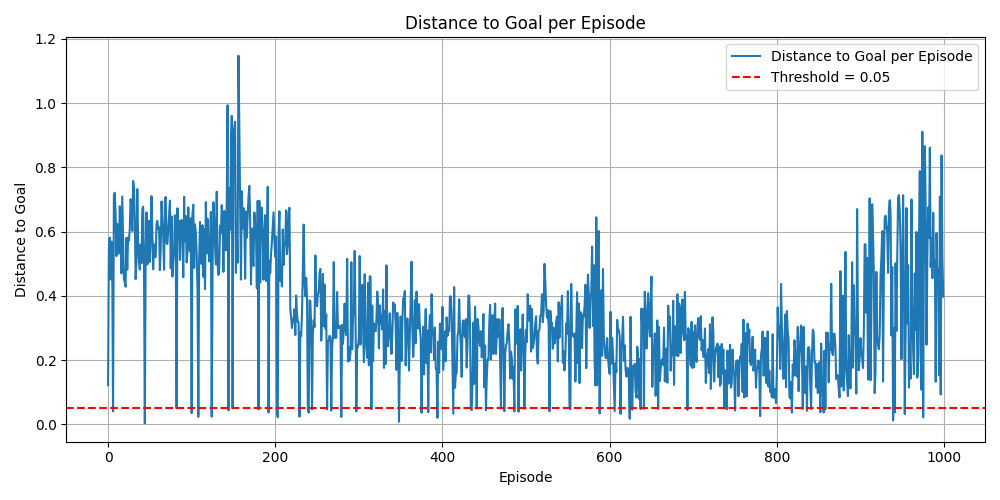 Distance to Goal per Episode
1.2
1.0
0.8
0.6
0.4
0.2
0.0
Distance to Goal
Distance to Goal per Episode
Threshold = 0.05
0
200
400
600
800
1000
Episode